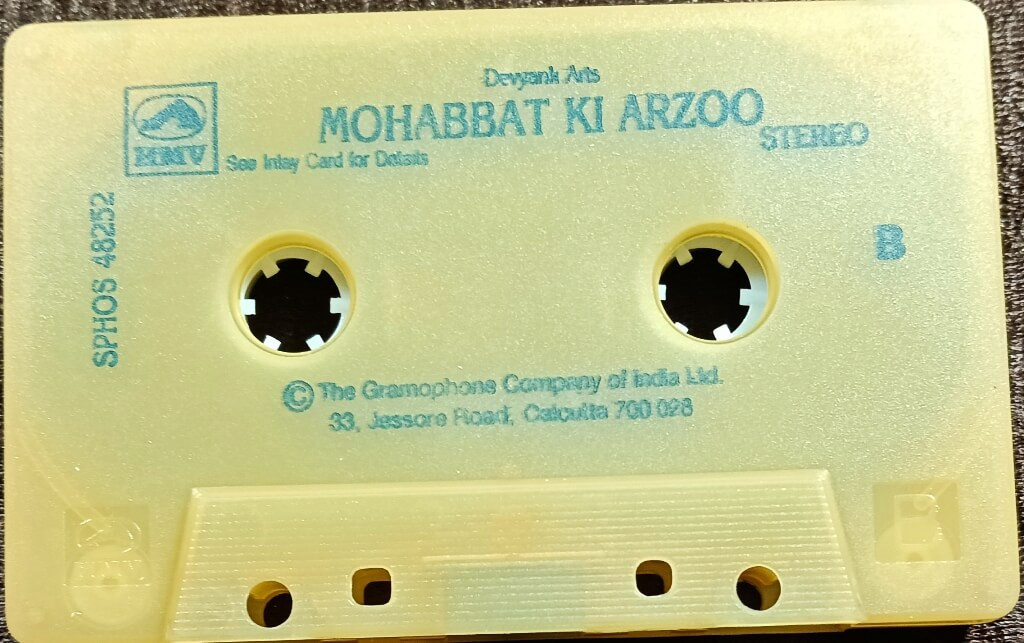 Devyank Arts
MOHABBAT KI ARZOO
STEREO
HMV
See Inlay Card for Details
SPHOS 48252
B
© The Gramophone Company of India Ltd.
33, Jessore Road, Calcutta 700 028
HMV